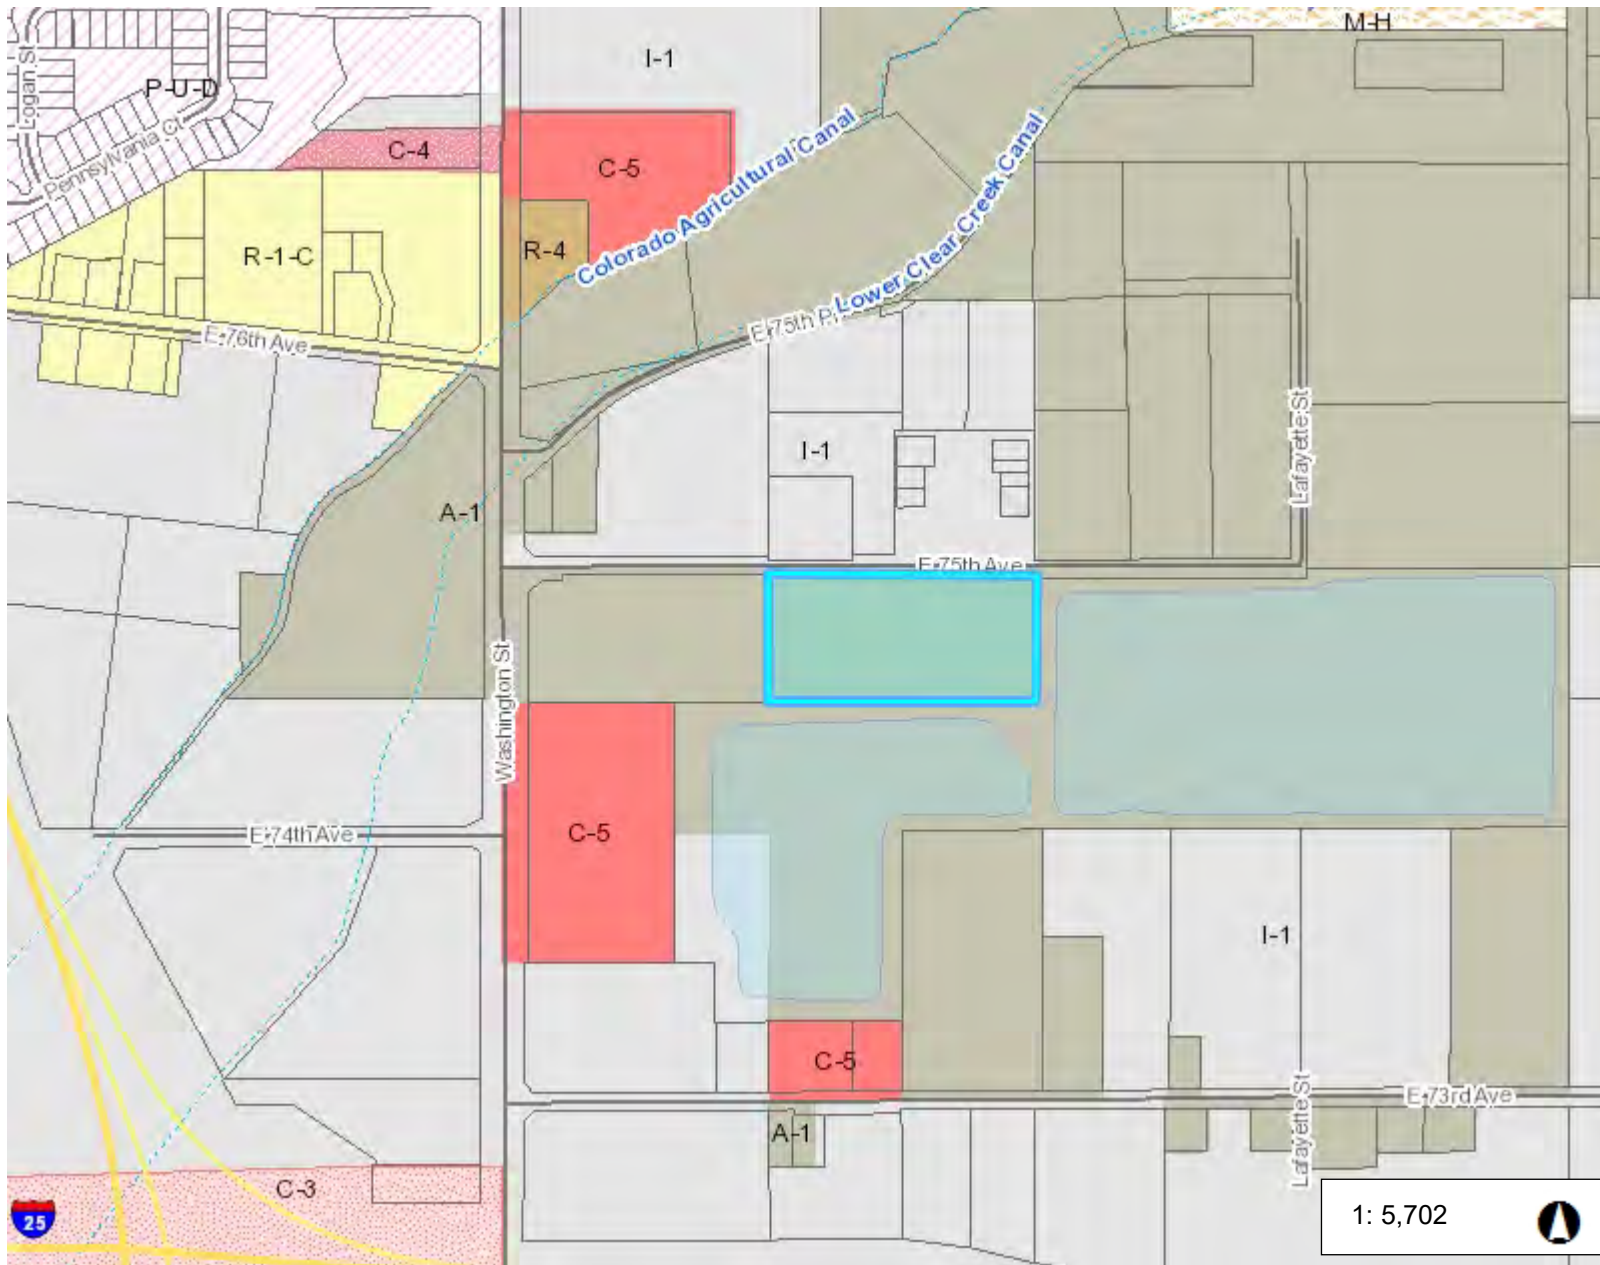 M-H
I-1
Logan St
P-U-D
Pennsylvania Ct
C-4
C-5
Colorado Agricultural Canal
Lower Clear Creek Canal
R-1-C
R-4
E 76th Ave
E 75th Pl
Lafayette St
I-1
A-1
E 75th Ave
Washington St
E 74th Ave
C-5
I-1
C-5
Lafayette St
E 73rd Ave
A-1
C-3
25
1: 5,702